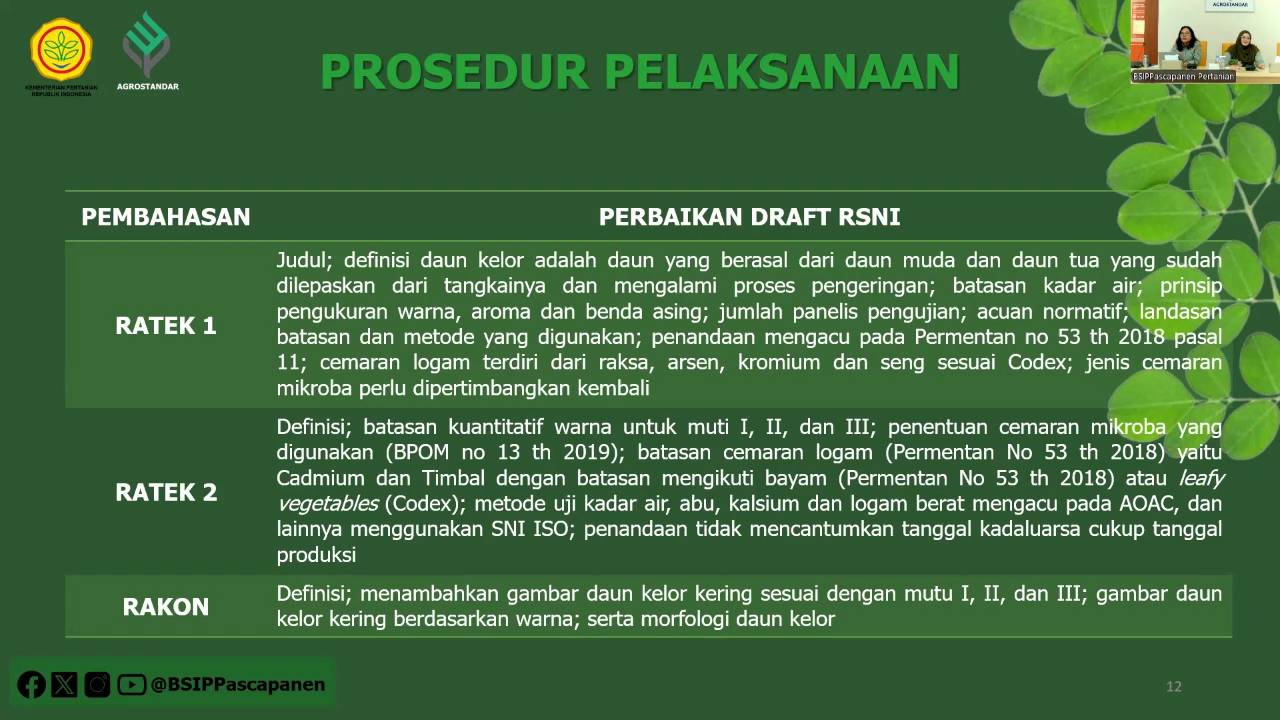 KEMENTERIAN PERTANIAN
REPUBLIK INDONESIA
AGROSTANDAR
PROSEDUR PELAKSANAAN
AGROSTANDAR
BSIPPascapanen Pertanian
PEMBAHASAN
PERBAIKAN DRAFT RSNI
RATEK 1
Judul; definisi daun kelor adalah daun yang berasal dari daun muda dan daun tua yang sudah
dilepaskan dari tangkainya dan mengalami proses pengeringan; batasan kadar air; prinsip
pengukuran warna, aroma dan benda asing; jumlah panelis pengujian; acuan normatif; landasan
batasan dan metode yang digunakan; penandaan mengacu pada Permentan no 53 th 2018 pasal
11; cemaran logam terdiri dari raksa, arsen, kromium dan seng sesuai Codex; jenis cemaran
mikroba perlu dipertimbangkan kembali
RATEK 2
Definisi; batasan kuantitatif warna untuk muti I, II, dan III; penentuan cemaran mikroba yang
digunakan (BPOM no 13 th 2019); batasan cemaran logam (Permentan No 53 th 2018) yaitu
Cadmium dan Timbal dengan batasan mengikuti bayam (Permentan No 53 th 2018) atau leafy
vegetables (Codex); metode uji kadar air, abu, kalsium dan logam berat mengacu pada AOAC, dan
lainnya menggunakan SNI ISO; penandaan tidak mencantumkan tanggal kadaluarsa cukup tanggal
produksi
RAKON
Definisi; menambahkan gambar daun kelor kering sesuai dengan mutu I, II, dan III; gambar daun
kelor kering berdasarkan warna; serta morfologi daun kelor
@BSIPPascapanen
12